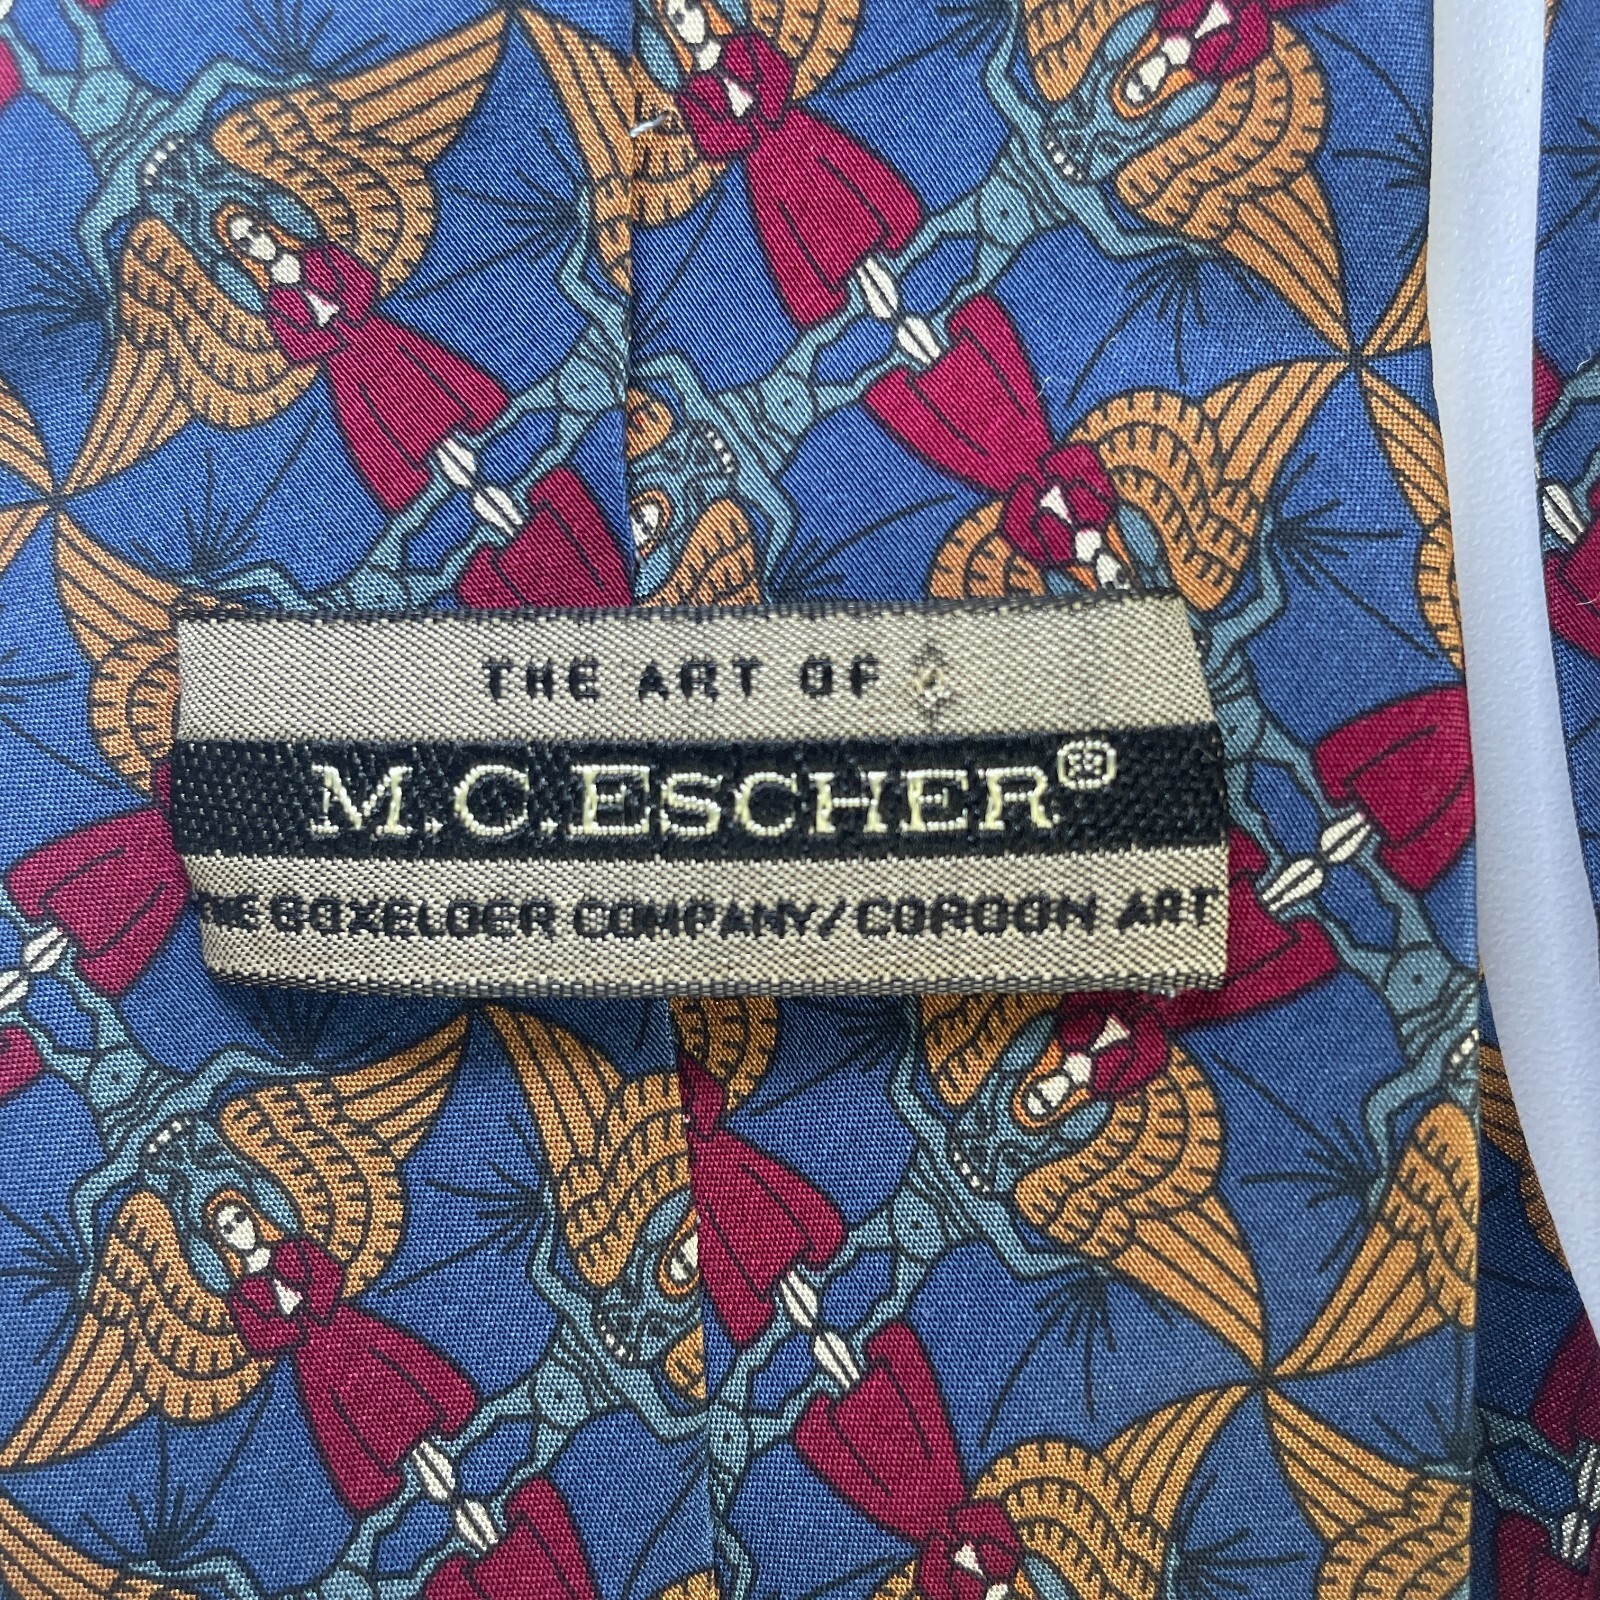 THE ART OF
M.C.ESCHER®
THE BOXELDER COMPANY/CORDON ART